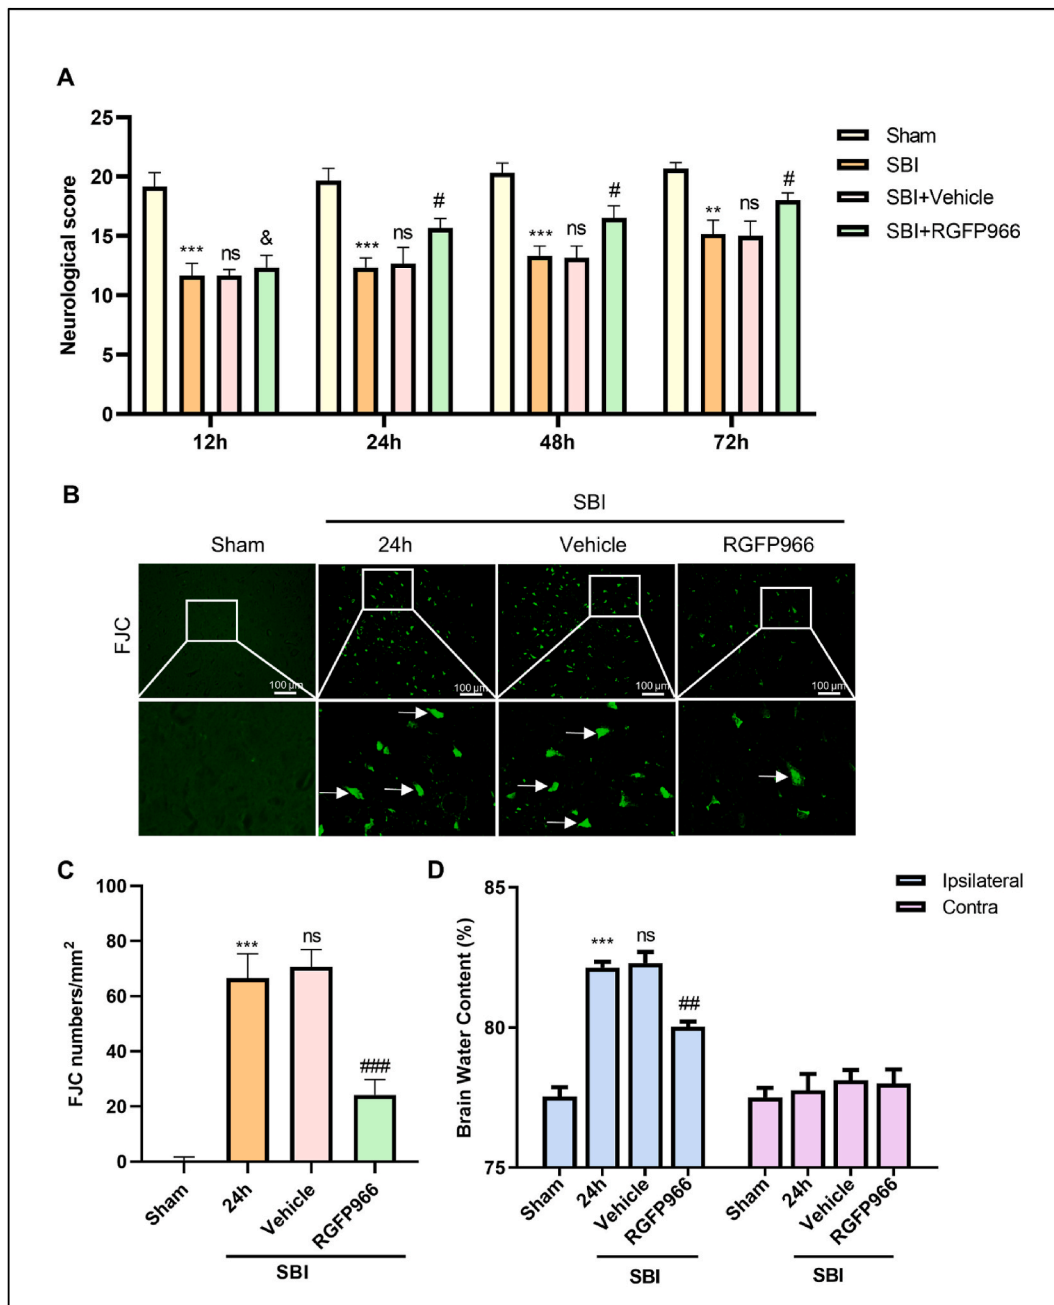 A
25
20
15
10
5
0
Neurological score
*** ns &
*** ns #
*** ns #
** ns #
12h 24h 48h 72h
Sham
SBI
SBI+Vehicle
SBI+RGFP966
B
SBI
Sham 24h Vehicle RGFP966
FJC
100 μm 100 μm 100 μm 100 μm
C
100
80
60
40
20
0
FJC numbers/mm²
*** ns ###
Sham 24h Vehicle RGFP966
SBI
D
85
80
75
Brain Water Content (%)
*** ns ##
Ipsilateral
Contra
Sham 24h Vehicle RGFP966 Sham 24h Vehicle RGFP966
SBI SBI